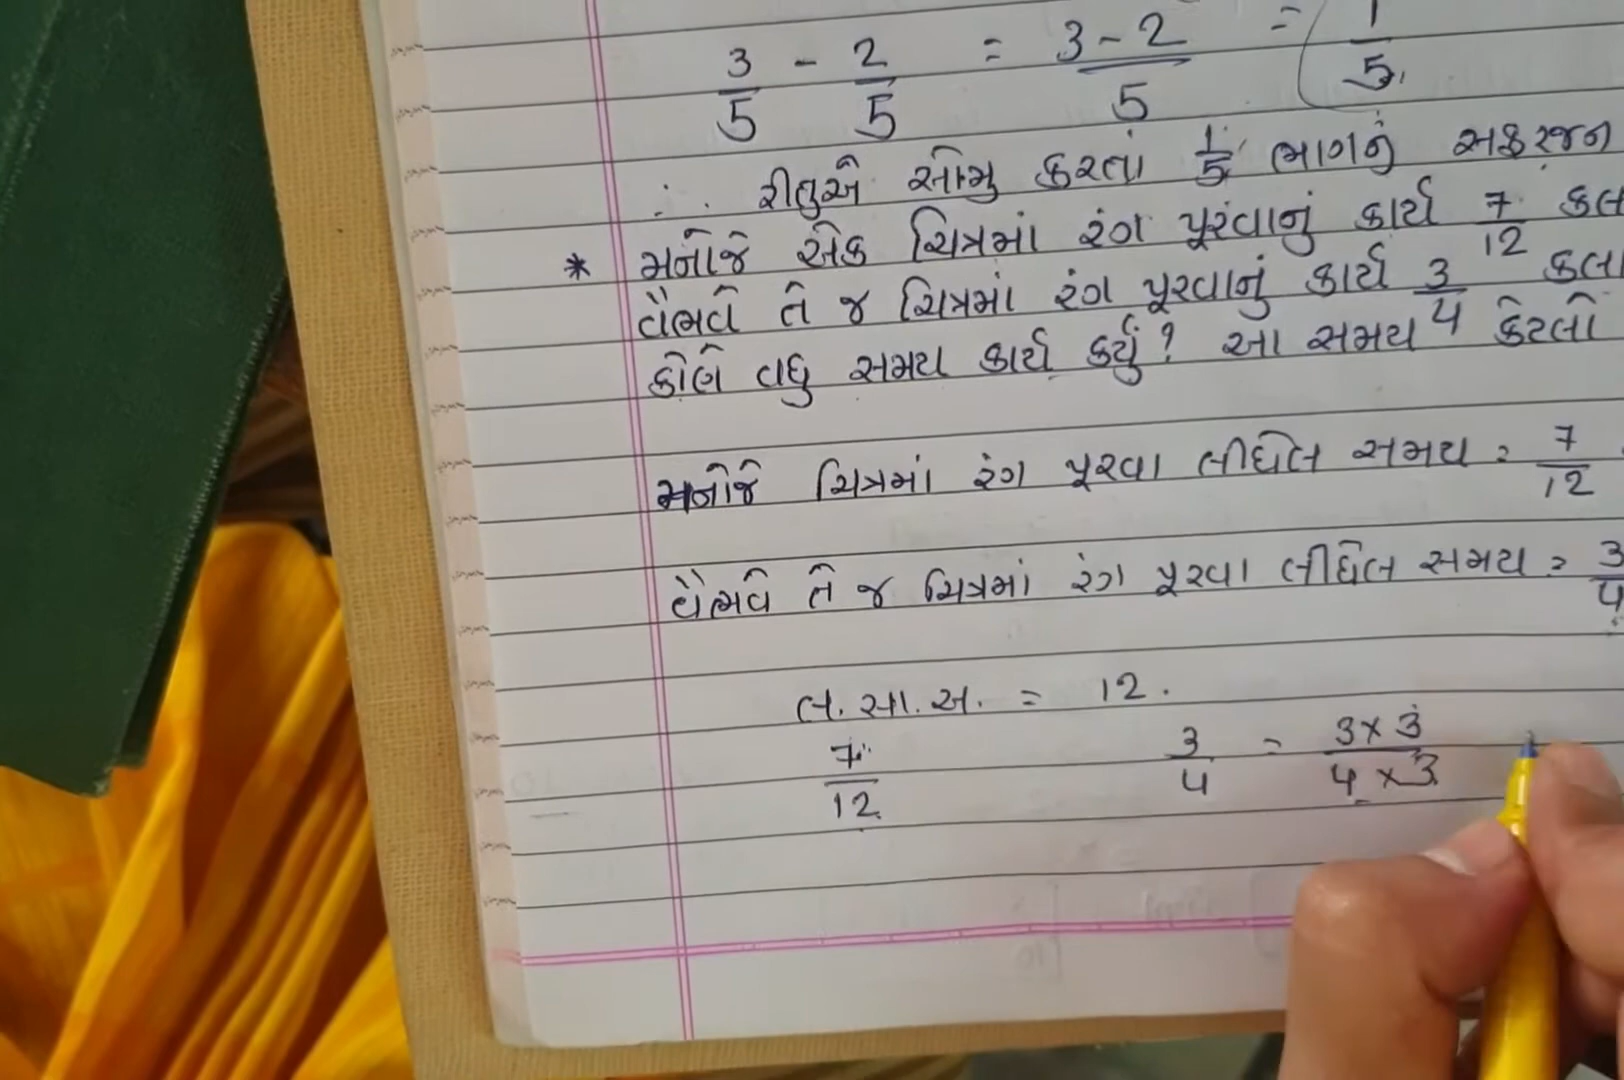 3/5 - 2/5 = 3-2/5 = 1/5
∴ રીતુએ ઓમુ કરતાં 1/5 ભાગનું સફરજન
* મનોજે એક ચિત્રમાં રંગ પૂરવાનું કાર્ય 7/12 કલા
વૈભવે તે જ ચિત્રમાં રંગ પૂરવાનું કાર્ય 3/4 કલા
કોણે વધુ સમય કાર્ય કર્યું? આ સમય કેટલો
મનોજે ચિત્રમાં રંગ પૂરવા લીધેલ સમય = 7/12
વૈભવે તે જ ચિત્રમાં રંગ પૂરવા લીધેલ સમય = 3/4
લ.સા.અ. = 12.
7/12 3/4 = 3×3/4×3